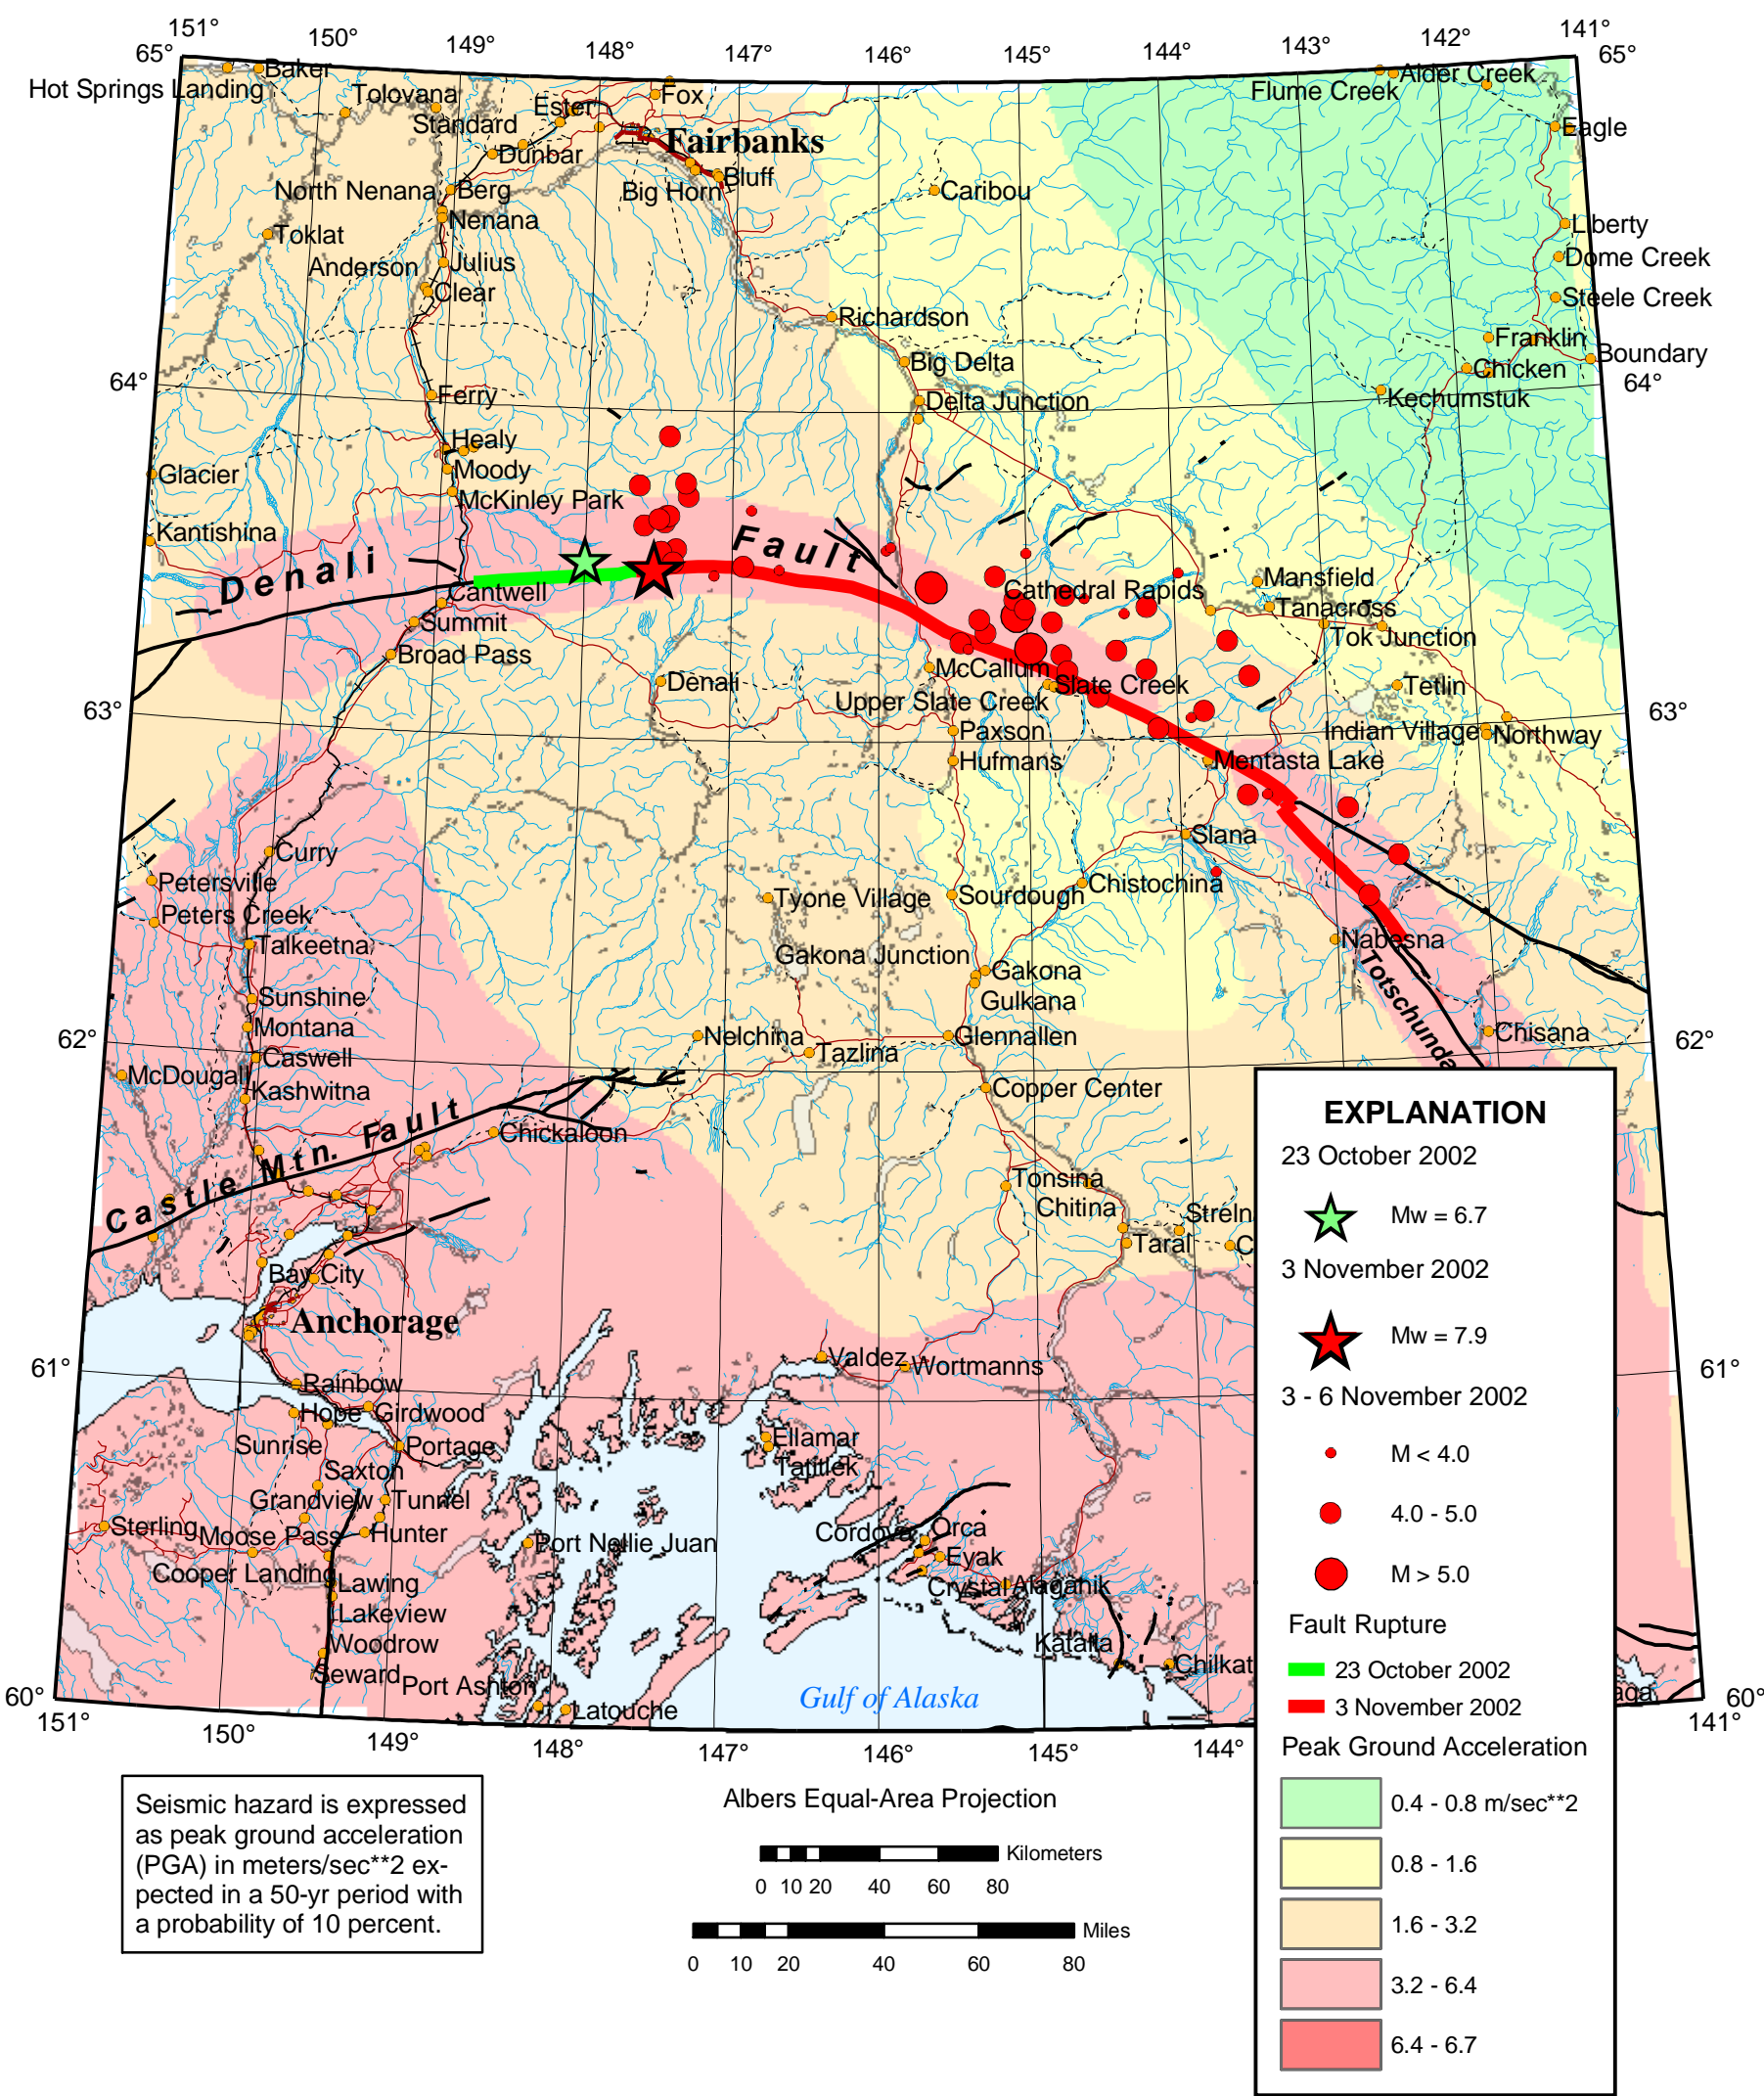 151° 150° 149° 148° 147° 146° 145° 144° 143° 142° 141°
65° 65°
Baker
Hot Springs Landing
Tolovana
Ester
Fox
Standard
Fairbanks
Dunbar
Alder Creek
Flume Creek
Eagle
North Nenana
Berg
Big Horn
Bluff
Caribou
Nenana
Toklat
Liberty
Anderson
Julius
Dome Creek
Clear
Steele Creek
Richardson
Franklin
Boundary
Big Delta
Chicken
64° 64°
Ferry
Delta Junction
Kechumstuk
Healy
Moody
Glacier
McKinley Park
Kantishina
Denali Fault
Cantwell
Cathedral Rapids
Mansfield
Tanacross
Summit
Tok Junction
Broad Pass
McCallum
Denali
Slate Creek
Tetlin
Upper Slate Creek
63° 63°
Paxson
Indian Village
Northway
Hufmans
Mentasta Lake
Slana
Curry
Petersville
Chistochina
Tyone Village
Sourdough
Peters Creek
Talkeetna
Nabesna
Gakona Junction
Gakona
Totschunda
Sunshine
Gulkana
Montana
Nelchina
Glennallen
Chisana
62° 62°
Caswell
Tazlina
McDougall
Kashwitna
Copper Center
Castle Mtn. Fault
Chickaloon
Tonsina
Chitina
Streln
Taral
C
Bay City
Anchorage
Valdez
Wortmanns
61° 61°
Rainbow
Hope
Girdwood
Sunrise
Portage
Ellamar
Tatitlek
Saxton
Grandview
Tunnel
Sterling
Moose Pass
Hunter
Port Nellie Juan
Cordova
Orca
Eyak
Cooper Landing
Lawing
Crystal
Alaganik
Lakeview
Woodrow
Katalla
Seward
Port Ashton
Chilkat
Latouche
Gulf of Alaska
aga
60° 60°
151° 150° 149° 148° 147° 146° 145° 144° 141°
EXPLANATION
23 October 2002
Mw = 6.7
3 November 2002
Mw = 7.9
3 - 6 November 2002
M < 4.0
4.0 - 5.0
M > 5.0
Fault Rupture
23 October 2002
3 November 2002
Peak Ground Acceleration
0.4 - 0.8 m/sec**2
0.8 - 1.6
1.6 - 3.2
3.2 - 6.4
6.4 - 6.7
Seismic hazard is expressed
as peak ground acceleration
(PGA) in meters/sec**2 ex-
pected in a 50-yr period with
a probability of 10 percent.
Albers Equal-Area Projection
Kilometers
0 10 20 40 60 80
Miles
0 10 20 40 60 80